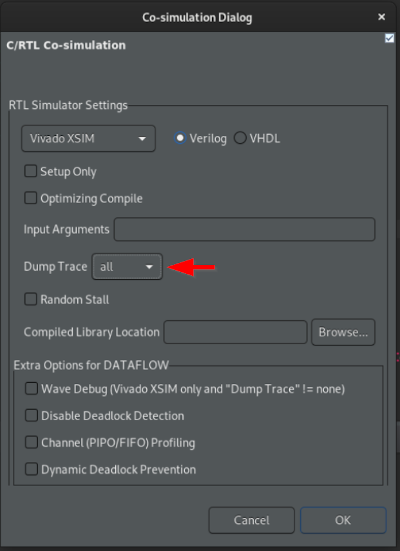 Co-simulation Dialog
C/RTL Co-simulation
RTL Simulator Settings
Vivado XSIM Verilog VHDL
Setup Only
Optimizing Compile
Input Arguments
Dump Trace all
Random Stall
Compiled Library Location Browse...
Extra Options for DATAFLOW
Wave Debug (Vivado XSIM only and "Dump Trace" != none)
Disable Deadlock Detection
Channel (PIPO/FIFO) Profiling
Dynamic Deadlock Prevention
Cancel OK